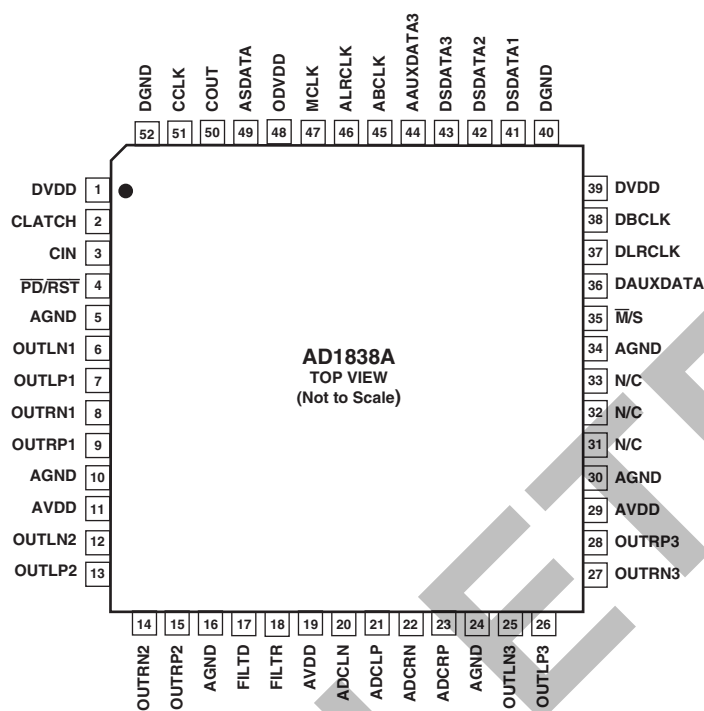 DGND
CCLK
COUT
ASDATA
ODVDD
MCLK
ALRCLK
ABCLK
AAUXDATA3
DSDATA3
DSDATA2
DSDATA1
DGND
52 51 50 49 48 47 46 45 44 43 42 41 40
DVDD 1
CLATCH 2
CIN 3
PD/RST 4
AGND 5
OUTLN1 6
OUTLP1 7
OUTRN1 8
OUTRP1 9
AGND 10
AVDD 11
OUTLN2 12
OUTLP2 13
AD1838A
TOP VIEW
(Not to Scale)
39 DVDD
38 DBCLK
37 DLRCLK
36 DAUXDATA
35 M/S
34 AGND
33 N/C
32 N/C
31 N/C
30 AGND
29 AVDD
28 OUTRP3
27 OUTRN3
14 15 16 17 18 19 20 21 22 23 24 25 26
OUTRN2
OUTRP2
AGND
FILTD
FILTR
AVDD
ADCLN
ADCLP
ADCRN
ADCRP
AGND
OUTLN3
OUTLP3